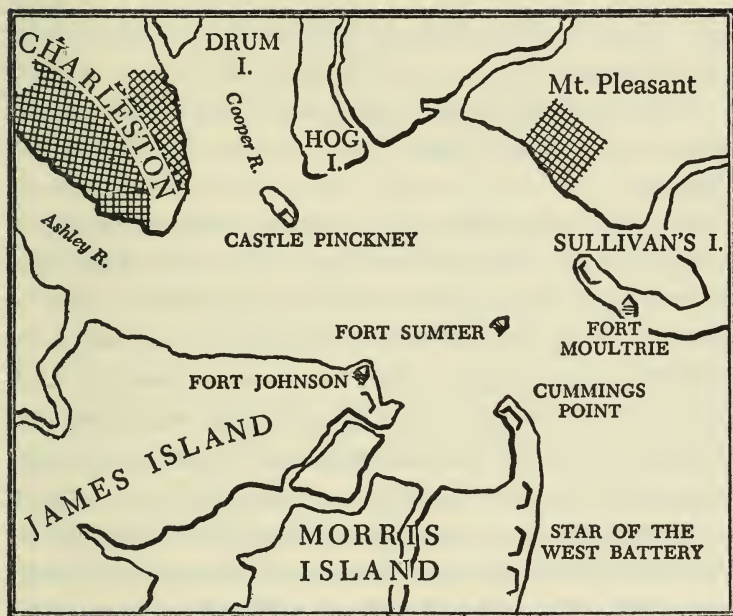 CHARLESTON
DRUM
I.
Cooper R.
HOG
I.
Mt. Pleasant
Ashley R.
CASTLE PINCKNEY
SULLIVAN'S I.
FORT SUMTER
FORT
MOULTRIE
FORT JOHNSON
CUMMINGS
POINT
JAMES ISLAND
MORRIS
ISLAND
STAR OF THE
WEST BATTERY